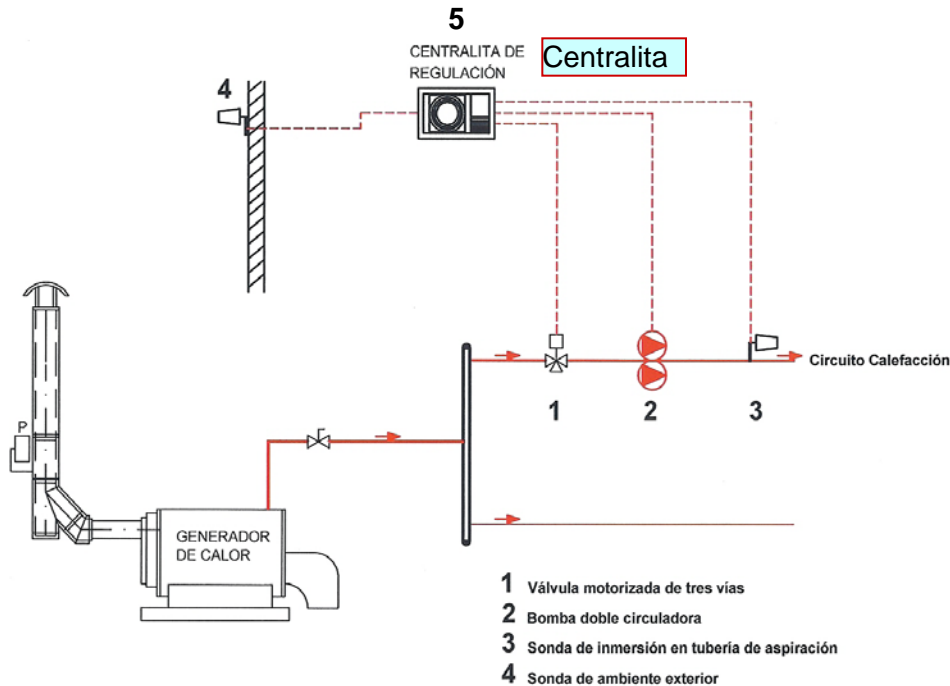 5
CENTRALITA DE
REGULACIÓN
Centralita
4
Circuito Calefacción
1
2
3
P
GENERADOR
DE CALOR
1 Válvula motorizada de tres vías
2 Bomba doble circuladora
3 Sonda de inmersión en tubería de aspiración
4 Sonda de ambiente exterior